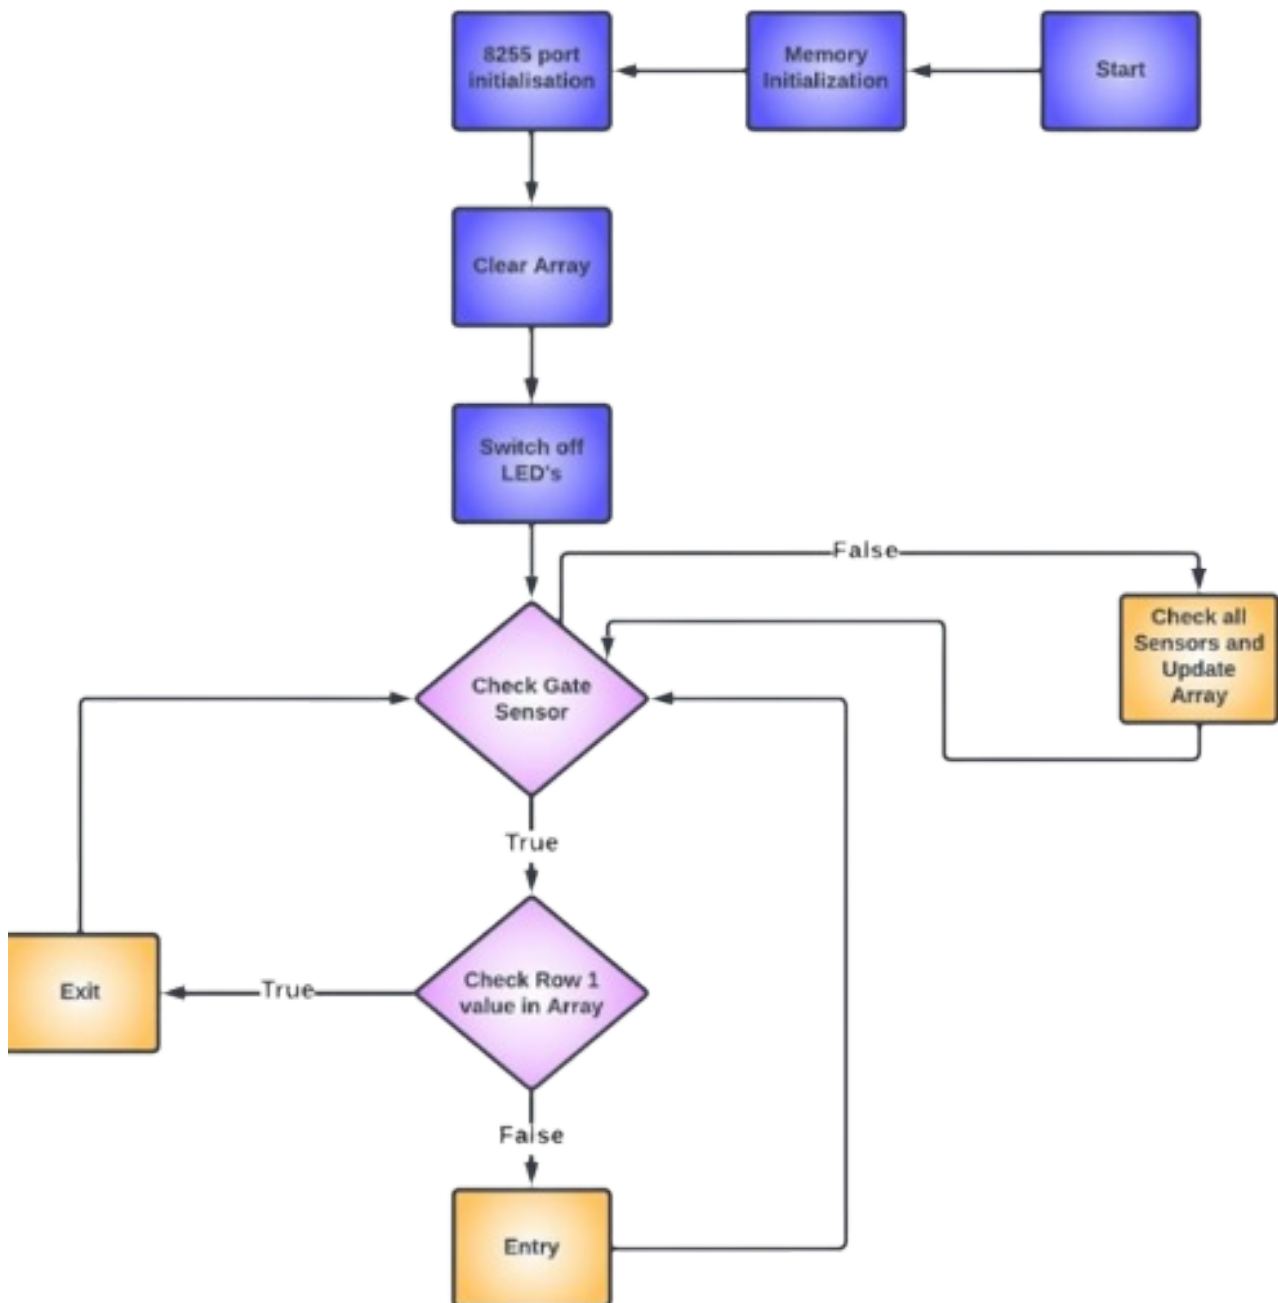 8255 port
initialisation
Memory
Initialization
Start
Clear Array
Switch off
LED's
False
Check all
Sensors and
Update
Array
Check Gate
Sensor
True
Check Row 1
value in Array
True
Exit
False
Entry